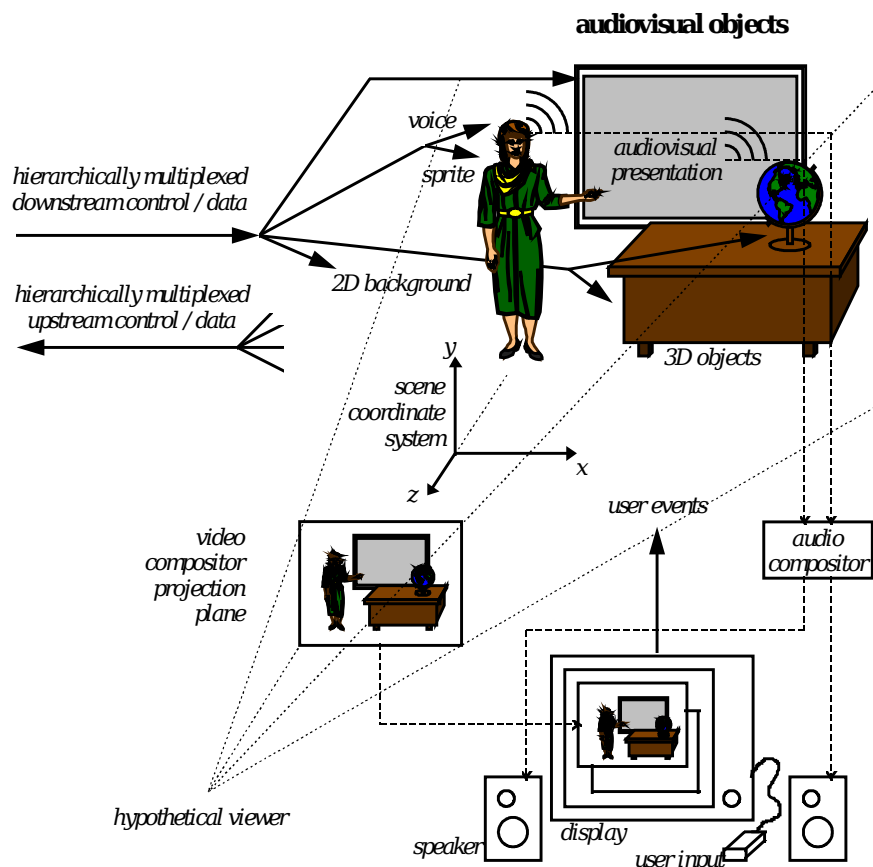 audiovisual objects
voice
sprite
audiovisual
presentation
hierarchically multiplexed
downstream control / data
2D background
hierarchically multiplexed
upstream control / data
3D objects
y
scene
coordinate
system
x
z
user events
video
compositor
projection
plane
audio
compositor
hypothetical viewer
speaker
display
user input